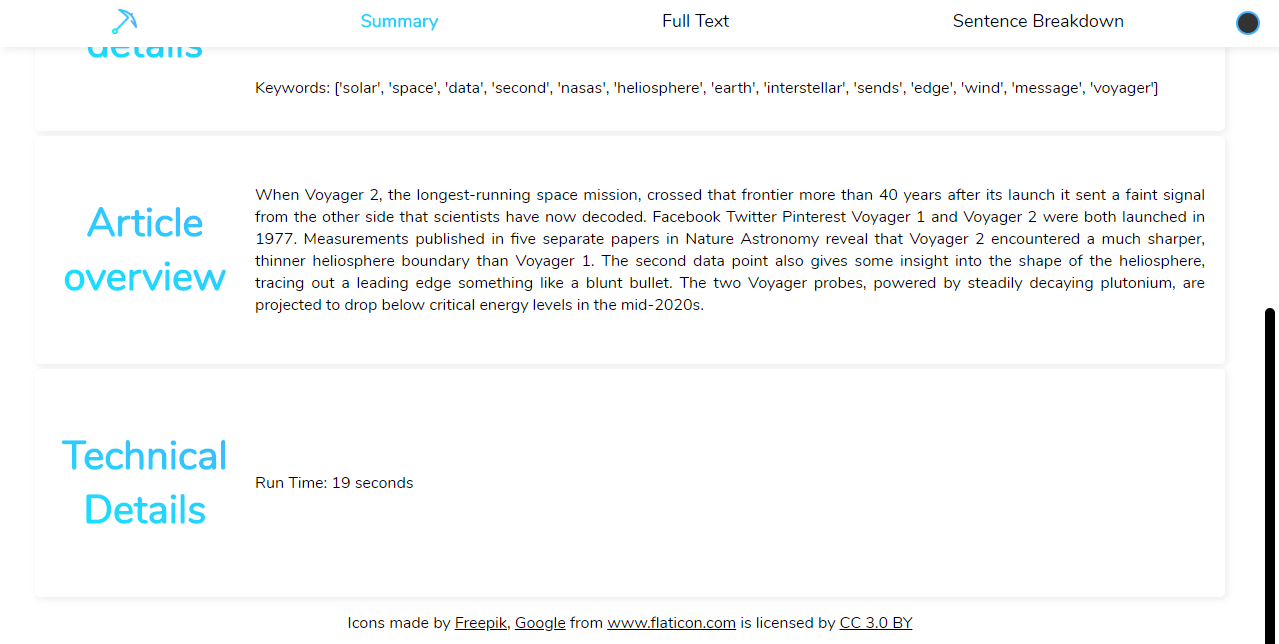 Summary
Full Text
Sentence Breakdown
details
Keywords: ['solar', 'space', 'data', 'second', 'nasas', 'heliosphere', 'earth', 'interstellar', 'sends', 'edge', 'wind', 'message', 'voyager']
Article
overview
When Voyager 2, the longest-running space mission, crossed that frontier more than 40 years after its launch it sent a faint signal
from the other side that scientists have now decoded. Facebook Twitter Pinterest Voyager 1 and Voyager 2 were both launched in
1977. Measurements published in five separate papers in Nature Astronomy reveal that Voyager 2 encountered a much sharper,
thinner heliosphere boundary than Voyager 1. The second data point also gives some insight into the shape of the heliosphere,
tracing out a leading edge something like a blunt bullet. The two Voyager probes, powered by steadily decaying plutonium, are
projected to drop below critical energy levels in the mid-2020s.
Technical
Details
Run Time: 19 seconds
Icons made by Freepik, Google from www.flaticon.com is licensed by CC 3.0 BY